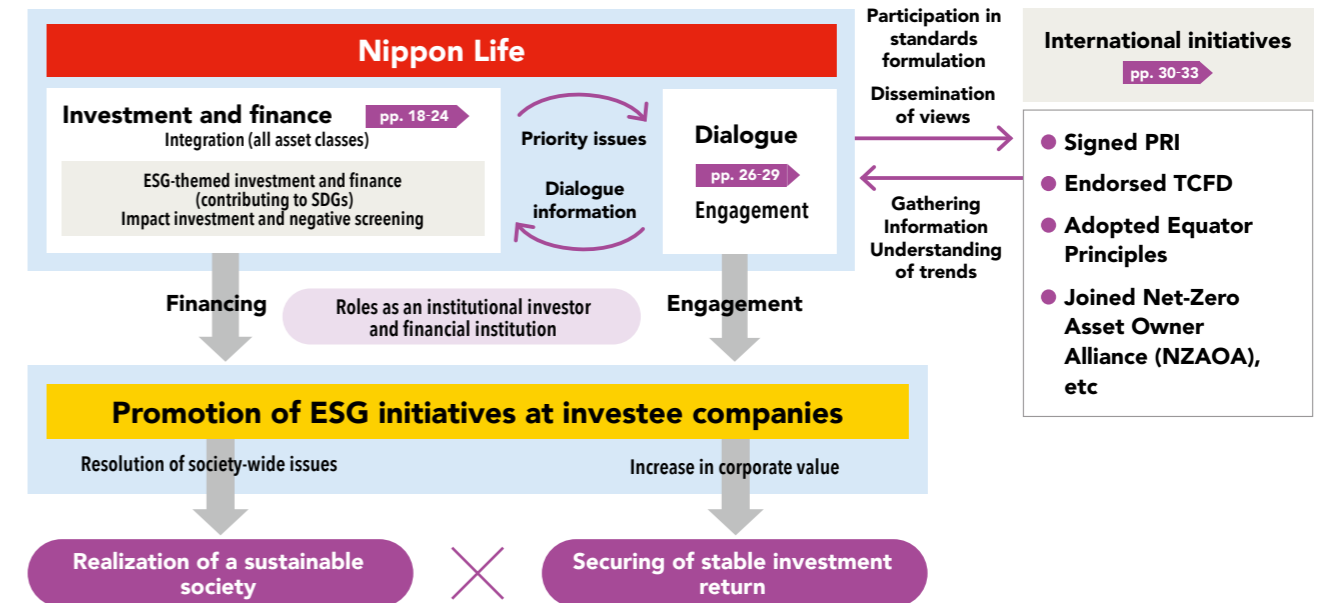 Nippon Life
Investment and finance
pp. 18-24
Integration (all asset classes)
ESG-themed investment and finance
(contributing to SDGs)
Impact investment and negative screening
Priority issues
Dialogue
information
Dialogue
pp. 26-29
Engagement
Participation in
standards
formulation
Dissemination
of views
Gathering
Information
Understanding
of trends
International initiatives
pp. 30-33
● Signed PRI
● Endorsed TCFD
● Adopted Equator
Principles
● Joined Net-Zero
Asset Owner
Alliance (NZAOA),
etc
Financing
Roles as an institutional investor
and financial institution
Engagement
Promotion of ESG initiatives at investee companies
Resolution of society-wide issues
Increase in corporate value
Realization of a sustainable
society
Securing of stable investment
return